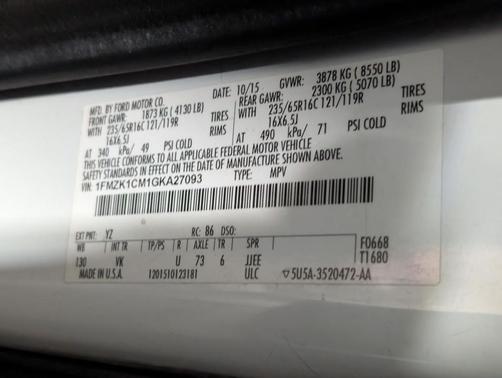 MFD. BY FORD MOTOR CO.
DATE: 10/15 GVWR: 3878 KG ( 8550 LB)
FRONT GAWR: 1873 KG ( 4130 LB) REAR GAWR: 2300 KG ( 5070 LB)
WITH 235/65R16C 121/119R TIRES WITH 235/65R16C 121/119R TIRES
16X6.5J RIMS 16X6.5J RIMS
AT 340 kPa/ 49 PSI COLD AT 490 kPa/ 71 PSI COLD
THIS VEHICLE CONFORMS TO ALL APPLICABLE FEDERAL MOTOR VEHICLE
SAFETY STANDARDS IN EFFECT ON THE DATE OF MANUFACTURE SHOWN ABOVE.
VIN: 1FMZK1CM1GKA27093 TYPE: MPV
EXT PNT: YZ RC: 86 DSO: F0668
WB INT TR TP/PS R AXLE TR SPR T1680
130 VK U 73 6 JJEE
MADE IN U.S.A. 1201510123181 ULC ▽5U5A-3520472-AA